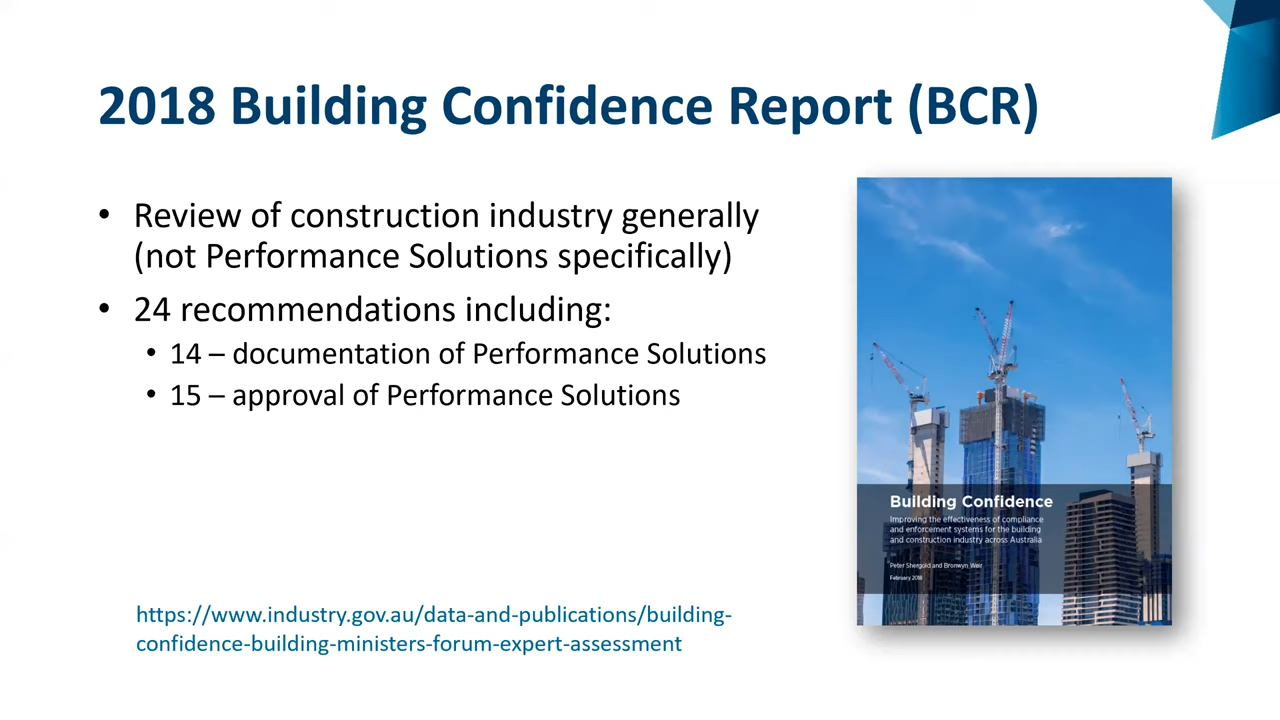 2018 Building Confidence Report (BCR)
• Review of construction industry generally
(not Performance Solutions specifically)
• 24 recommendations including:
• 14 – documentation of Performance Solutions
• 15 – approval of Performance Solutions
https://www.industry.gov.au/data-and-publications/building-
confidence-building-ministers-forum-expert-assessment
Building Confidence
Improving the effectiveness of compliance
and enforcement systems for the building
and construction industry across Australia
Peter Shergold and Bronwyn Weir
February 2018